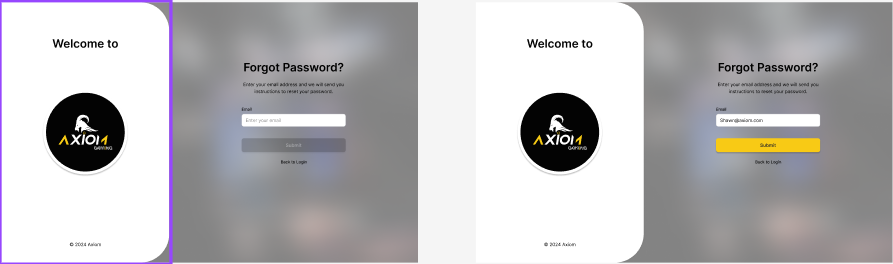 Welcome to
AXIOM
GAMING
© 2024 Axiom
Forgot Password?
Enter your email address and we will send you
instructions to reset your password.
Email
Enter your email
Submit
Back to Login
Welcome to
AXIOM
GAMING
© 2024 Axiom
Forgot Password?
Enter your email address and we will send you
instructions to reset your password.
Email
Shawn@axiom.com
Submit
Back to Login